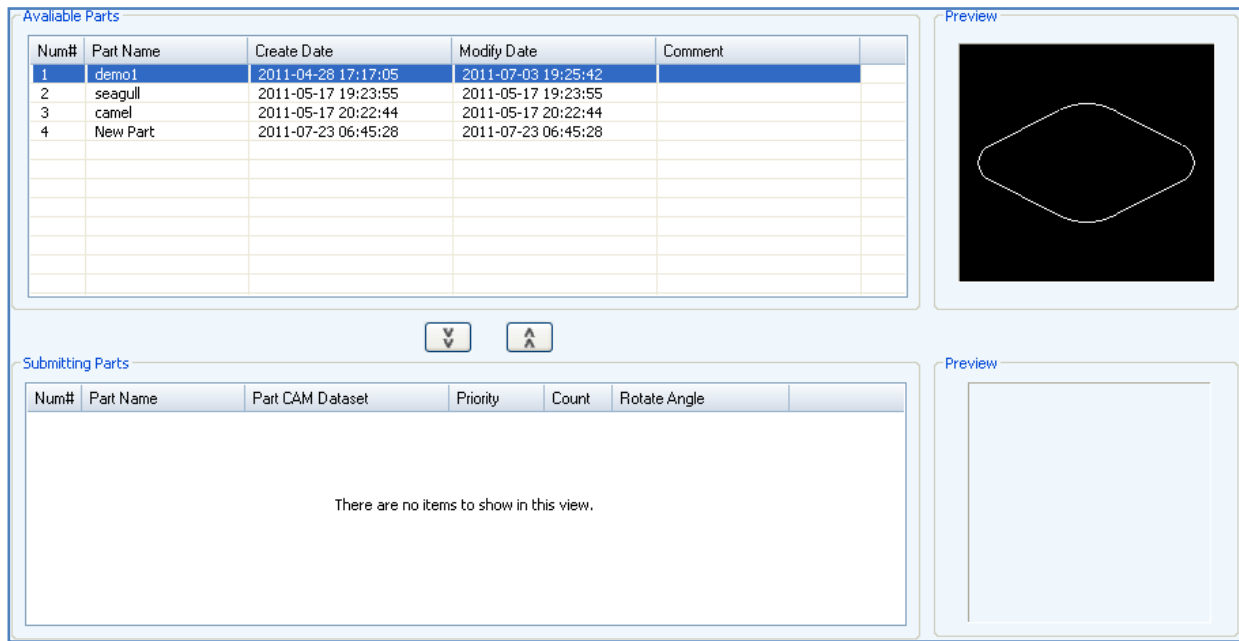 Avaliable Parts
Preview
Num# Part Name Create Date Modify Date Comment
1 demo1 2011-04-28 17:17:05 2011-07-03 19:25:42
2 seagull 2011-05-17 19:23:55 2011-05-17 19:23:55
3 camel 2011-05-17 20:22:44 2011-05-17 20:22:44
4 New Part 2011-07-23 06:45:28 2011-07-23 06:45:28
Submitting Parts
Preview
Num# Part Name Part CAM Dataset Priority Count Rotate Angle
There are no items to show in this view.